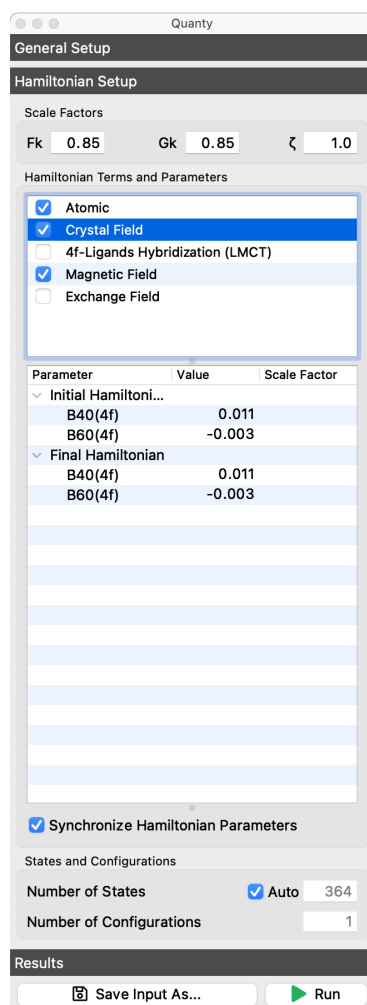 Quanty
General Setup
Hamiltonian Setup
Scale Factors
Fk 0.85 Gk 0.85 ζ 1.0
Hamiltonian Terms and Parameters
Atomic
Crystal Field
4f-Ligands Hybridization (LMCT)
Magnetic Field
Exchange Field
Parameter Value Scale Factor
Initial Hamiltoni...
B40(4f) 0.011
B60(4f) -0.003
Final Hamiltonian
B40(4f) 0.011
B60(4f) -0.003
Synchronize Hamiltonian Parameters
States and Configurations
Number of States Auto 364
Number of Configurations 1
Results
Save Input As... Run